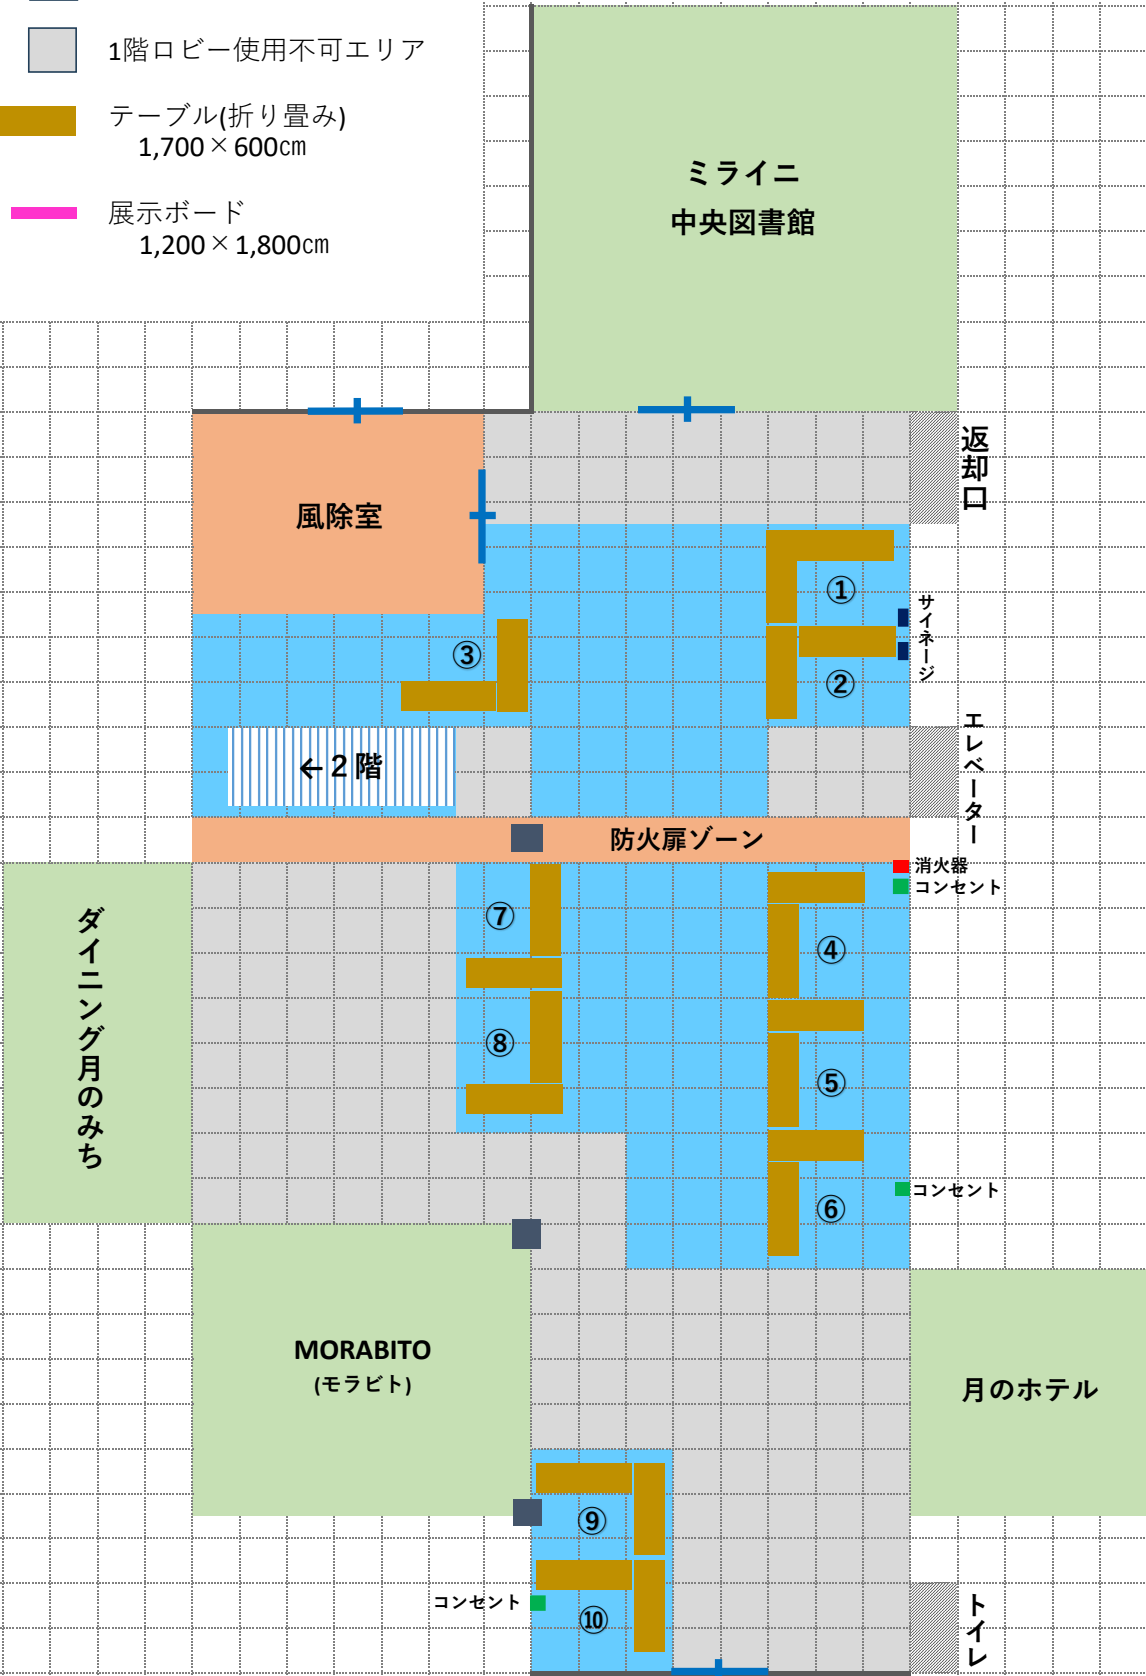 1階ロビー使用不可エリア
テーブル(折り畳み)
1,700×600㎝
展示ボード
1,200×1,800㎝
ミライニ
中央図書館
返却口
風除室
①
サイネージ
③
②
エレベーター
←2階
防火扉ゾーン
消火器
コンセント
ダイニング月のみち
⑦
④
⑧
⑤
コンセント
⑥
MORABITO
(モラビト)
月のホテル
⑨
コンセント
⑩
トイレ